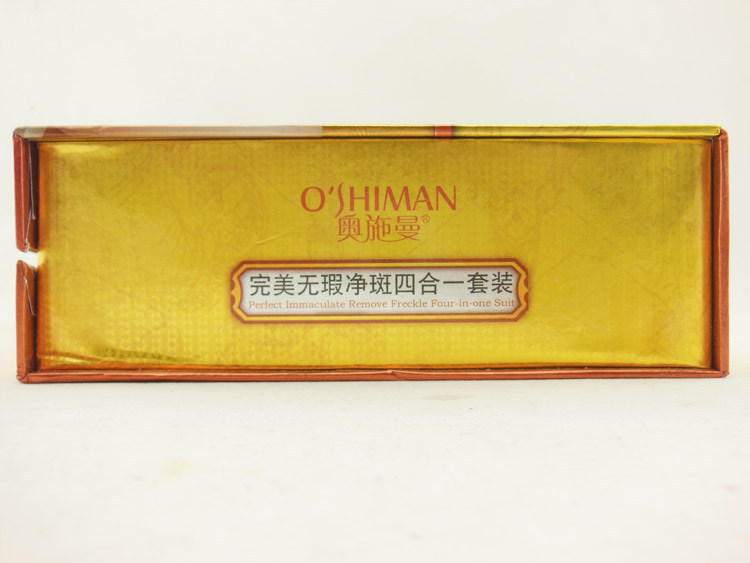 O'SHIMAN
奥施曼®
完美无瑕净斑四合一套装
Perfect Immaculate Remove Freckle Four-in-one Suit